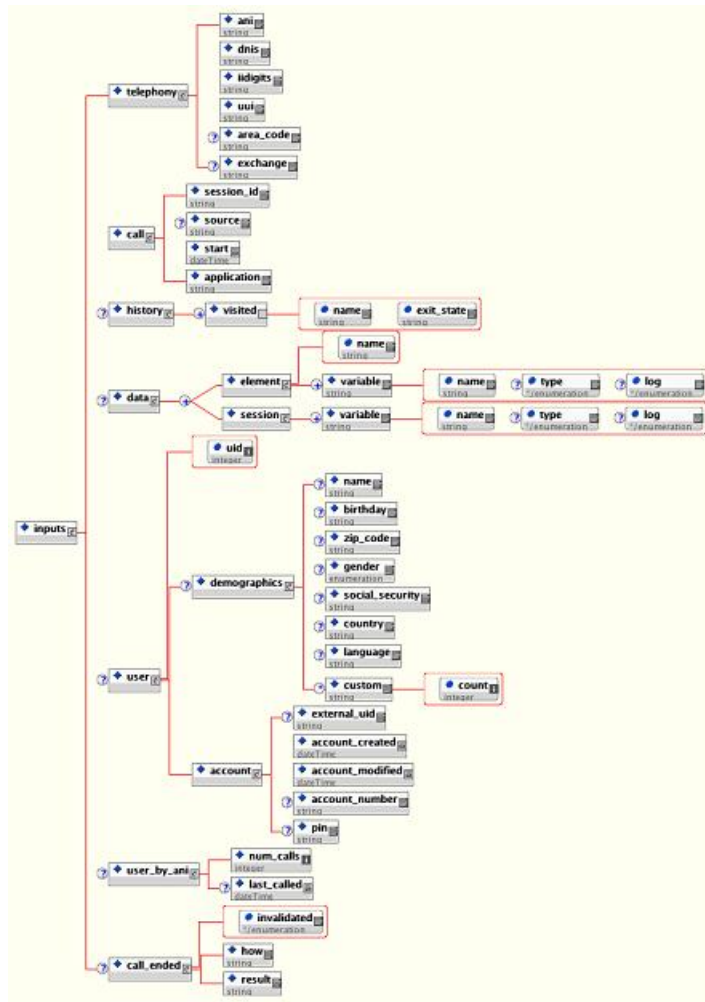 ani
string
dnis
string
iidigits
string
telephony
uui
string
? area_code
string
? exchange
string
session_id
string
? source
string
call
start
dateTime
application
string
? history
+ visited
string
name
string
exit_state
string
name
string
element
+ variable
string
name
string
? type
*/enumeration
? log
*/enumeration
? data
+
session
+ variable
string
name
string
? type
*/enumeration
? log
*/enumeration
uid
integer
inputs
? name
string
? birthday
string
? zip_code
string
? gender
enumeration
? demographics
? social_security
string
? country
string
? language
string
* custom
string
count
integer
? user
? external_uid
string
account_created
dateTime
account
account_modified
dateTime
? account_number
string
? pin
string
num_calls
integer
? user_by_ani
? last_called
dateTime
invalidated
*/enumeration
? call_ended
how
string
result
string